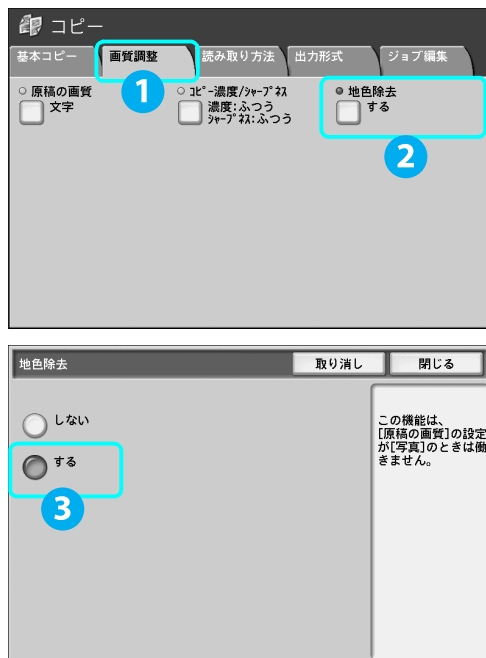 コピー
基本コピー 画質調整 読み取り方法 出力形式 ジョブ編集
原稿の画質 ｺﾋﾟｰ濃度/ｼｬｰﾌﾟﾈｽ 地色除去
文字 濃度:ふつう する
ｼｬｰﾌﾟﾈｽ:ふつう
1
2
地色除去 取り消し 閉じる
しない
する
3
この機能は、
[原稿の画質]の設定
が[写真]のときは働
きません。